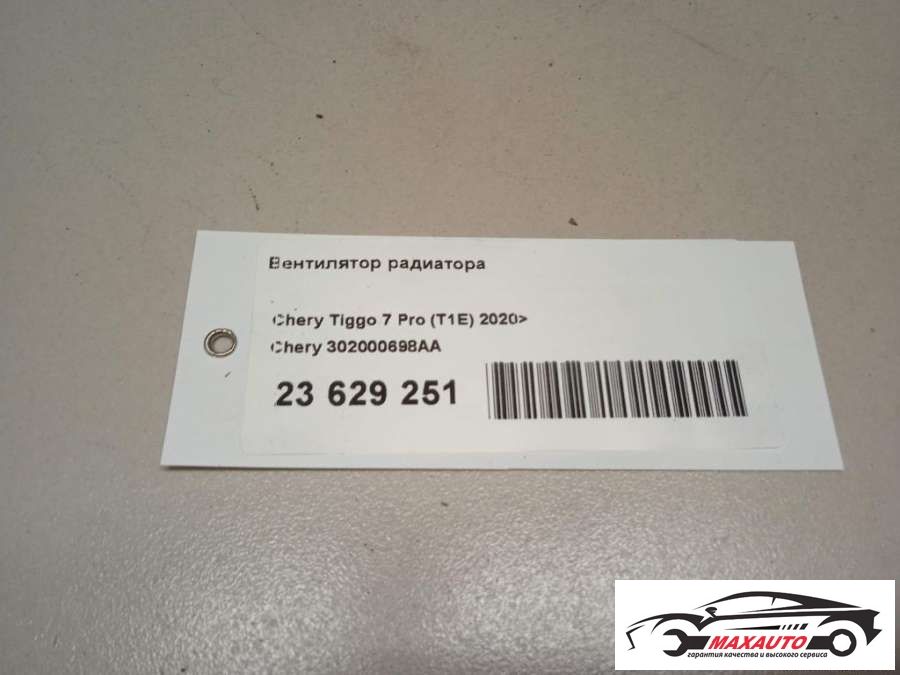 Вентилятор радиатора
Chery Tiggo 7 Pro (T1E) 2020>
Chery 302000698AA
23 629 251
MAXAUTO
гарантия качества и высокого сервиса